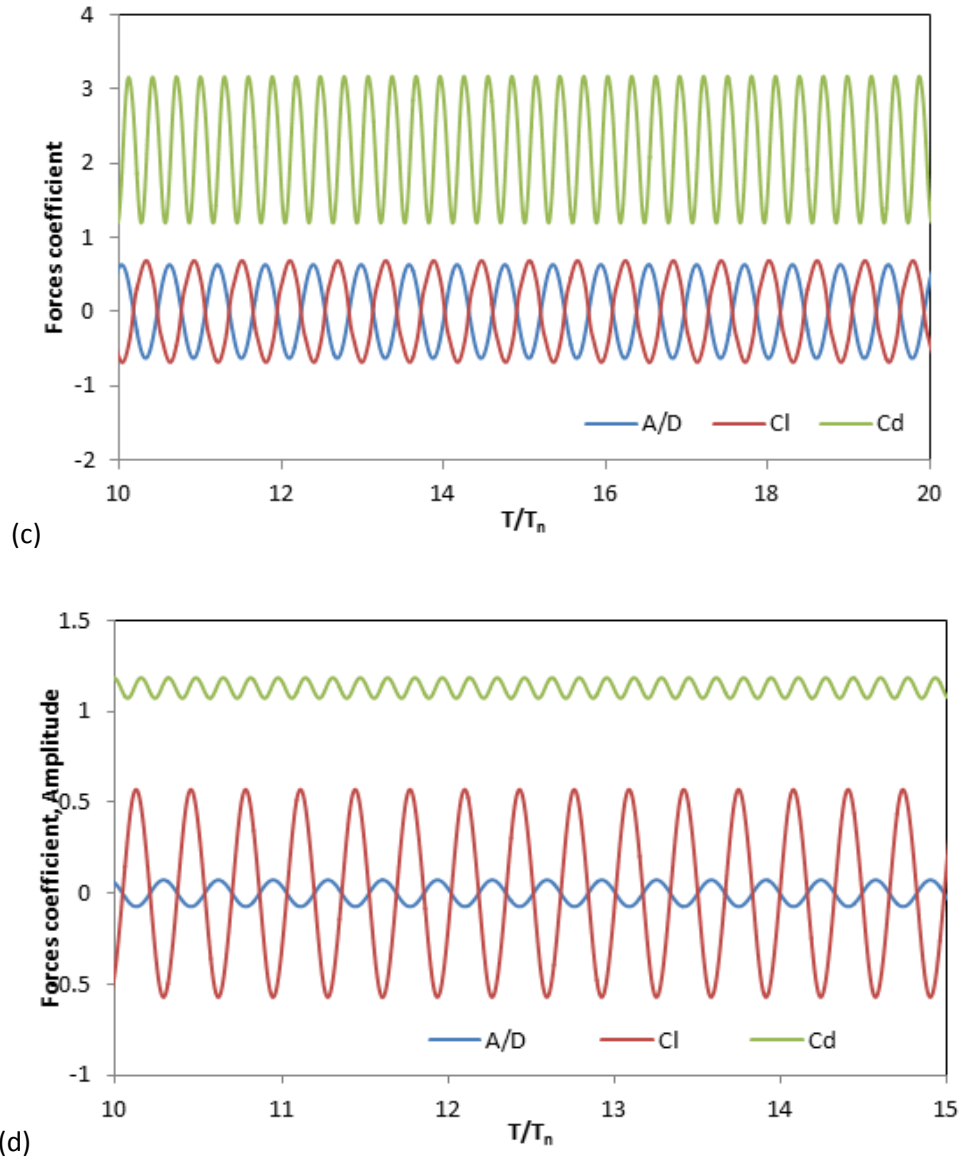 4
3
2
1
0
-1
-2
Forces coefficient
A/D Cl Cd
10 12 14 16 18 20
T/Tn
(c)
1.5
1
0.5
0
-0.5
-1
Forces coefficient, Amplitude
A/D Cl Cd
10 11 12 13 14 15
T/Tn
(d)